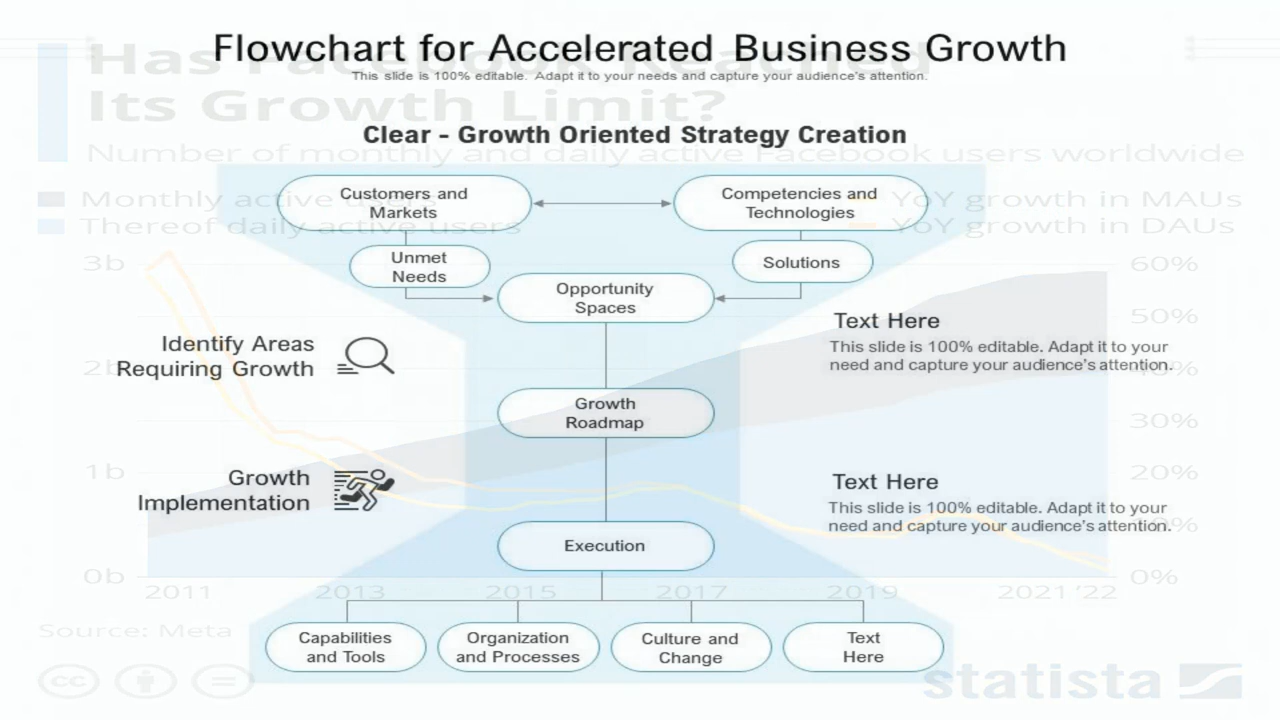 Flowchart for Accelerated Business Growth
This slide is 100% editable. Adapt it to your needs and capture your audience's attention.
Has Facebook Reached
Its Growth Limit?
Clear - Growth Oriented Strategy Creation
Number of monthly and daily active Facebook users worldwide
Monthly active users
Thereof daily active users
YoY growth in MAUs
YoY growth in DAUs
Customers and
Markets
Competencies and
Technologies
Unmet
Needs
Solutions
Opportunity
Spaces
Identify Areas
Requiring Growth
Text Here
This slide is 100% editable. Adapt it to your
need and capture your audience's attention.
Growth
Roadmap
Growth
Implementation
Text Here
This slide is 100% editable. Adapt it to your
need and capture your audience's attention.
Execution
Capabilities
and Tools
Organization
and Processes
Culture and
Change
Text
Here
3b
2b
1b
0b
60%
50%
40%
30%
20%
0%
2011 2013 2015 2017 2019 2021 '22
Source: Meta
cc
statista